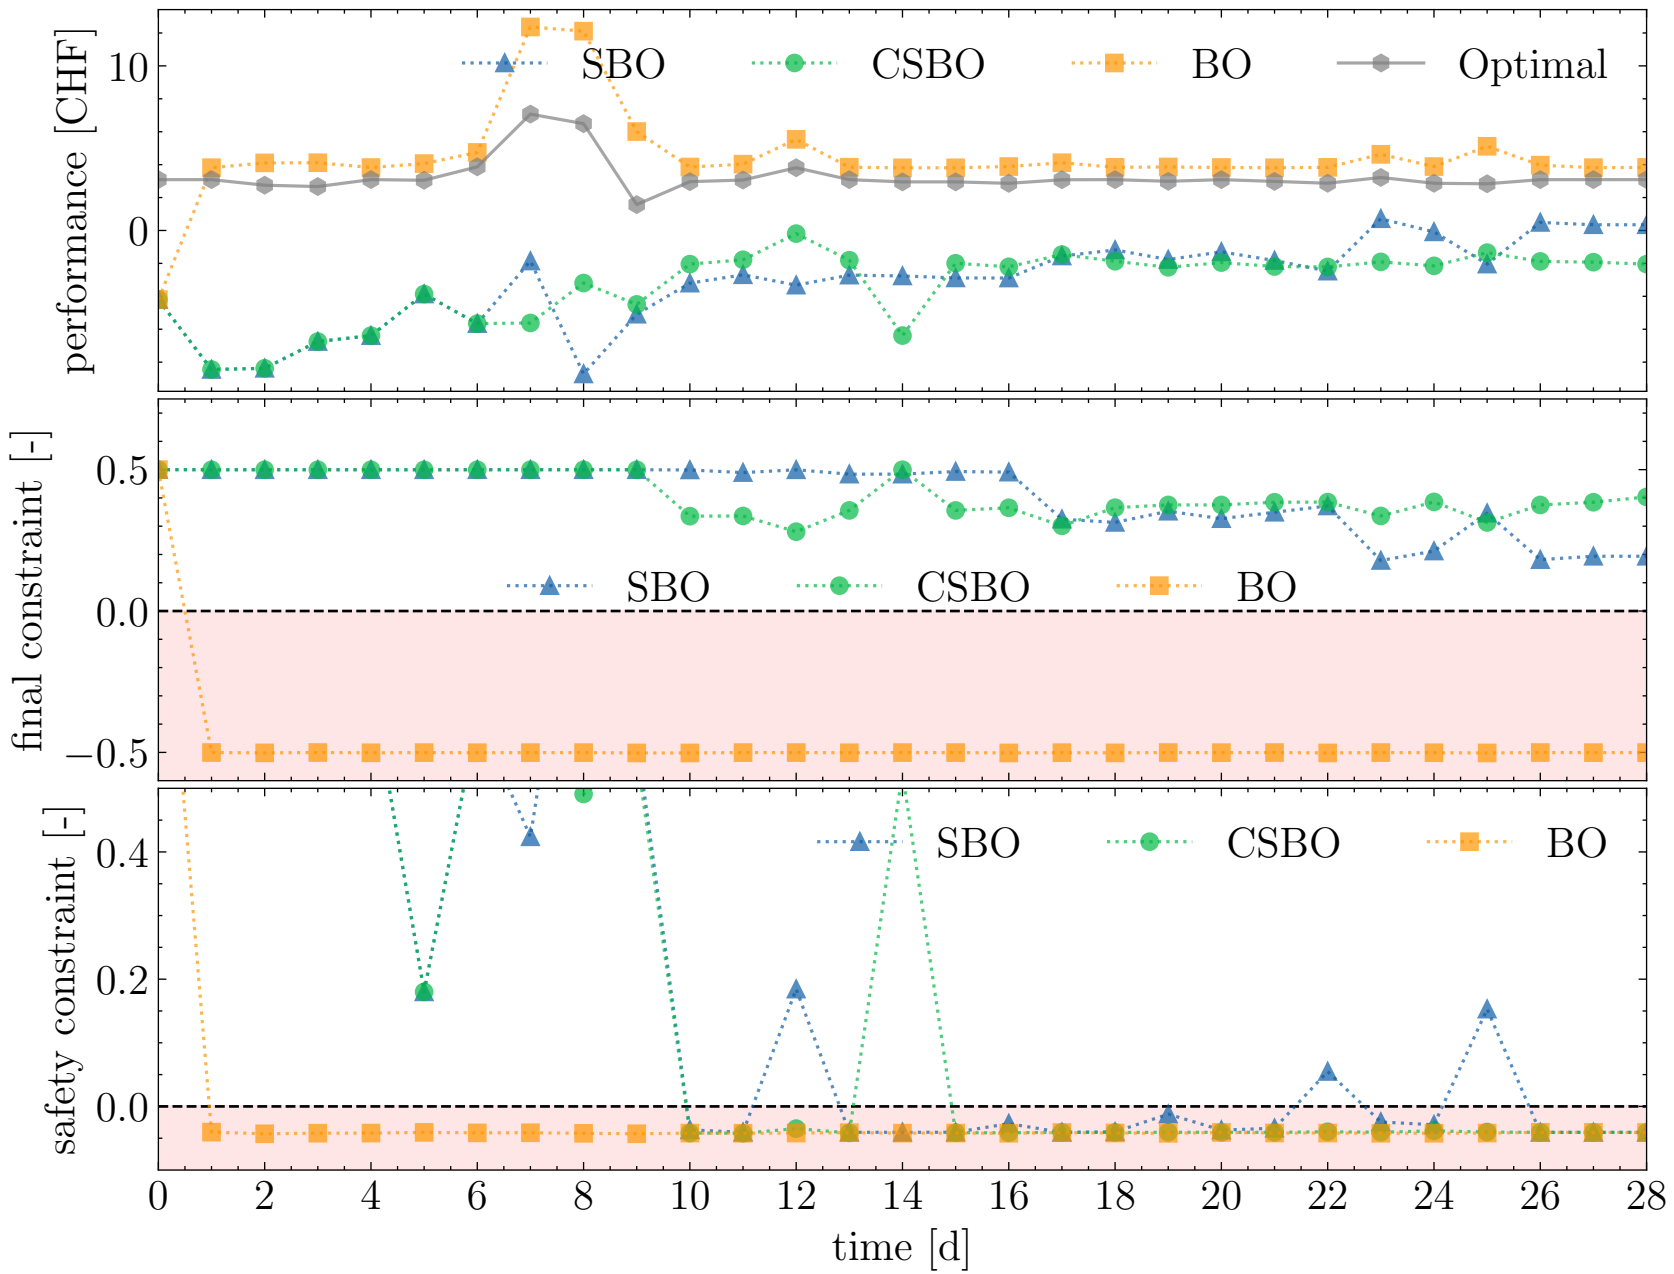 performance [CHF]
10
0
SBO CSBO BO Optimal
final constraint [-]
0.5
0.0
−0.5
SBO CSBO BO
safety constraint [-]
0.4
0.2
0.0
SBO CSBO BO
0 2 4 6 8 10 12 14 16 18 20 22 24 26 28
time [d]